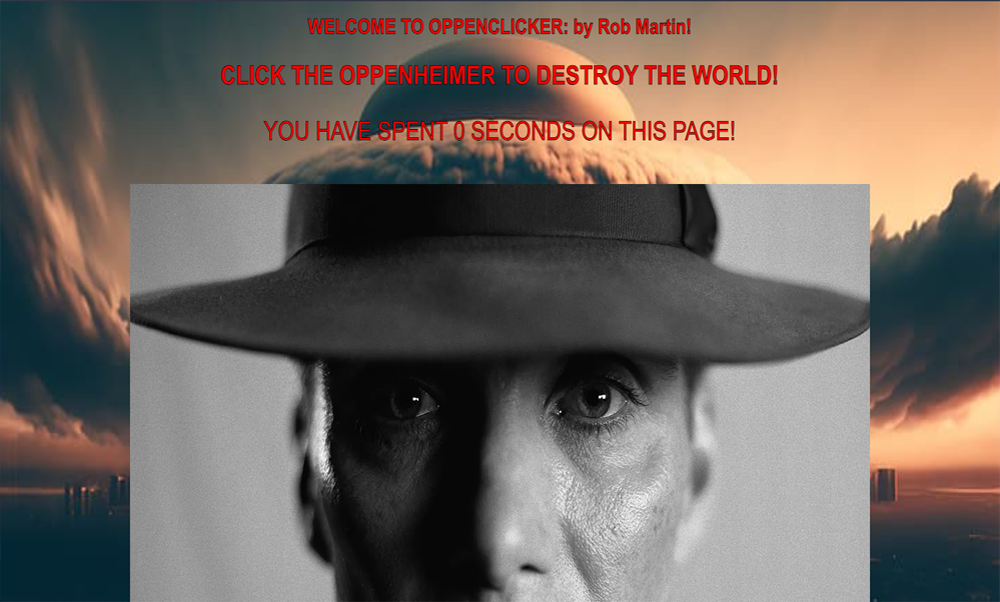 WELCOME TO OPPENCLICKER: by Rob Martin!
CLICK THE OPPENHEIMER TO DESTROY THE WORLD!
YOU HAVE SPENT 0 SECONDS ON THIS PAGE!